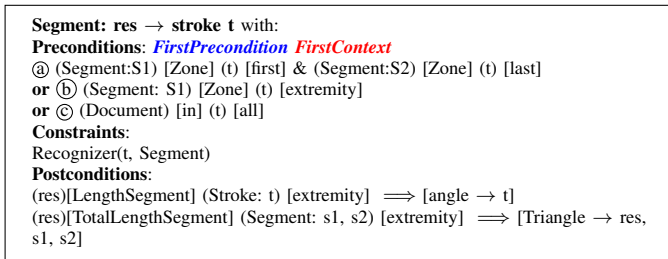 Segment: res → stroke t with:
Preconditions: FirstPrecondition FirstContext
ⓐ (Segment:S1) [Zone] (t) [first] & (Segment:S2) [Zone] (t) [last]
or ⓑ (Segment: S1) [Zone] (t) [extremity]
or ⓒ (Document) [in] (t) [all]
Constraints:
Recognizer(t, Segment)
Postconditions:
(res)[LengthSegment] (Stroke: t) [extremity] ⟹ [angle → t]
(res)[TotalLengthSegment] (Segment: s1, s2) [extremity] ⟹ [Triangle → res,
s1, s2]